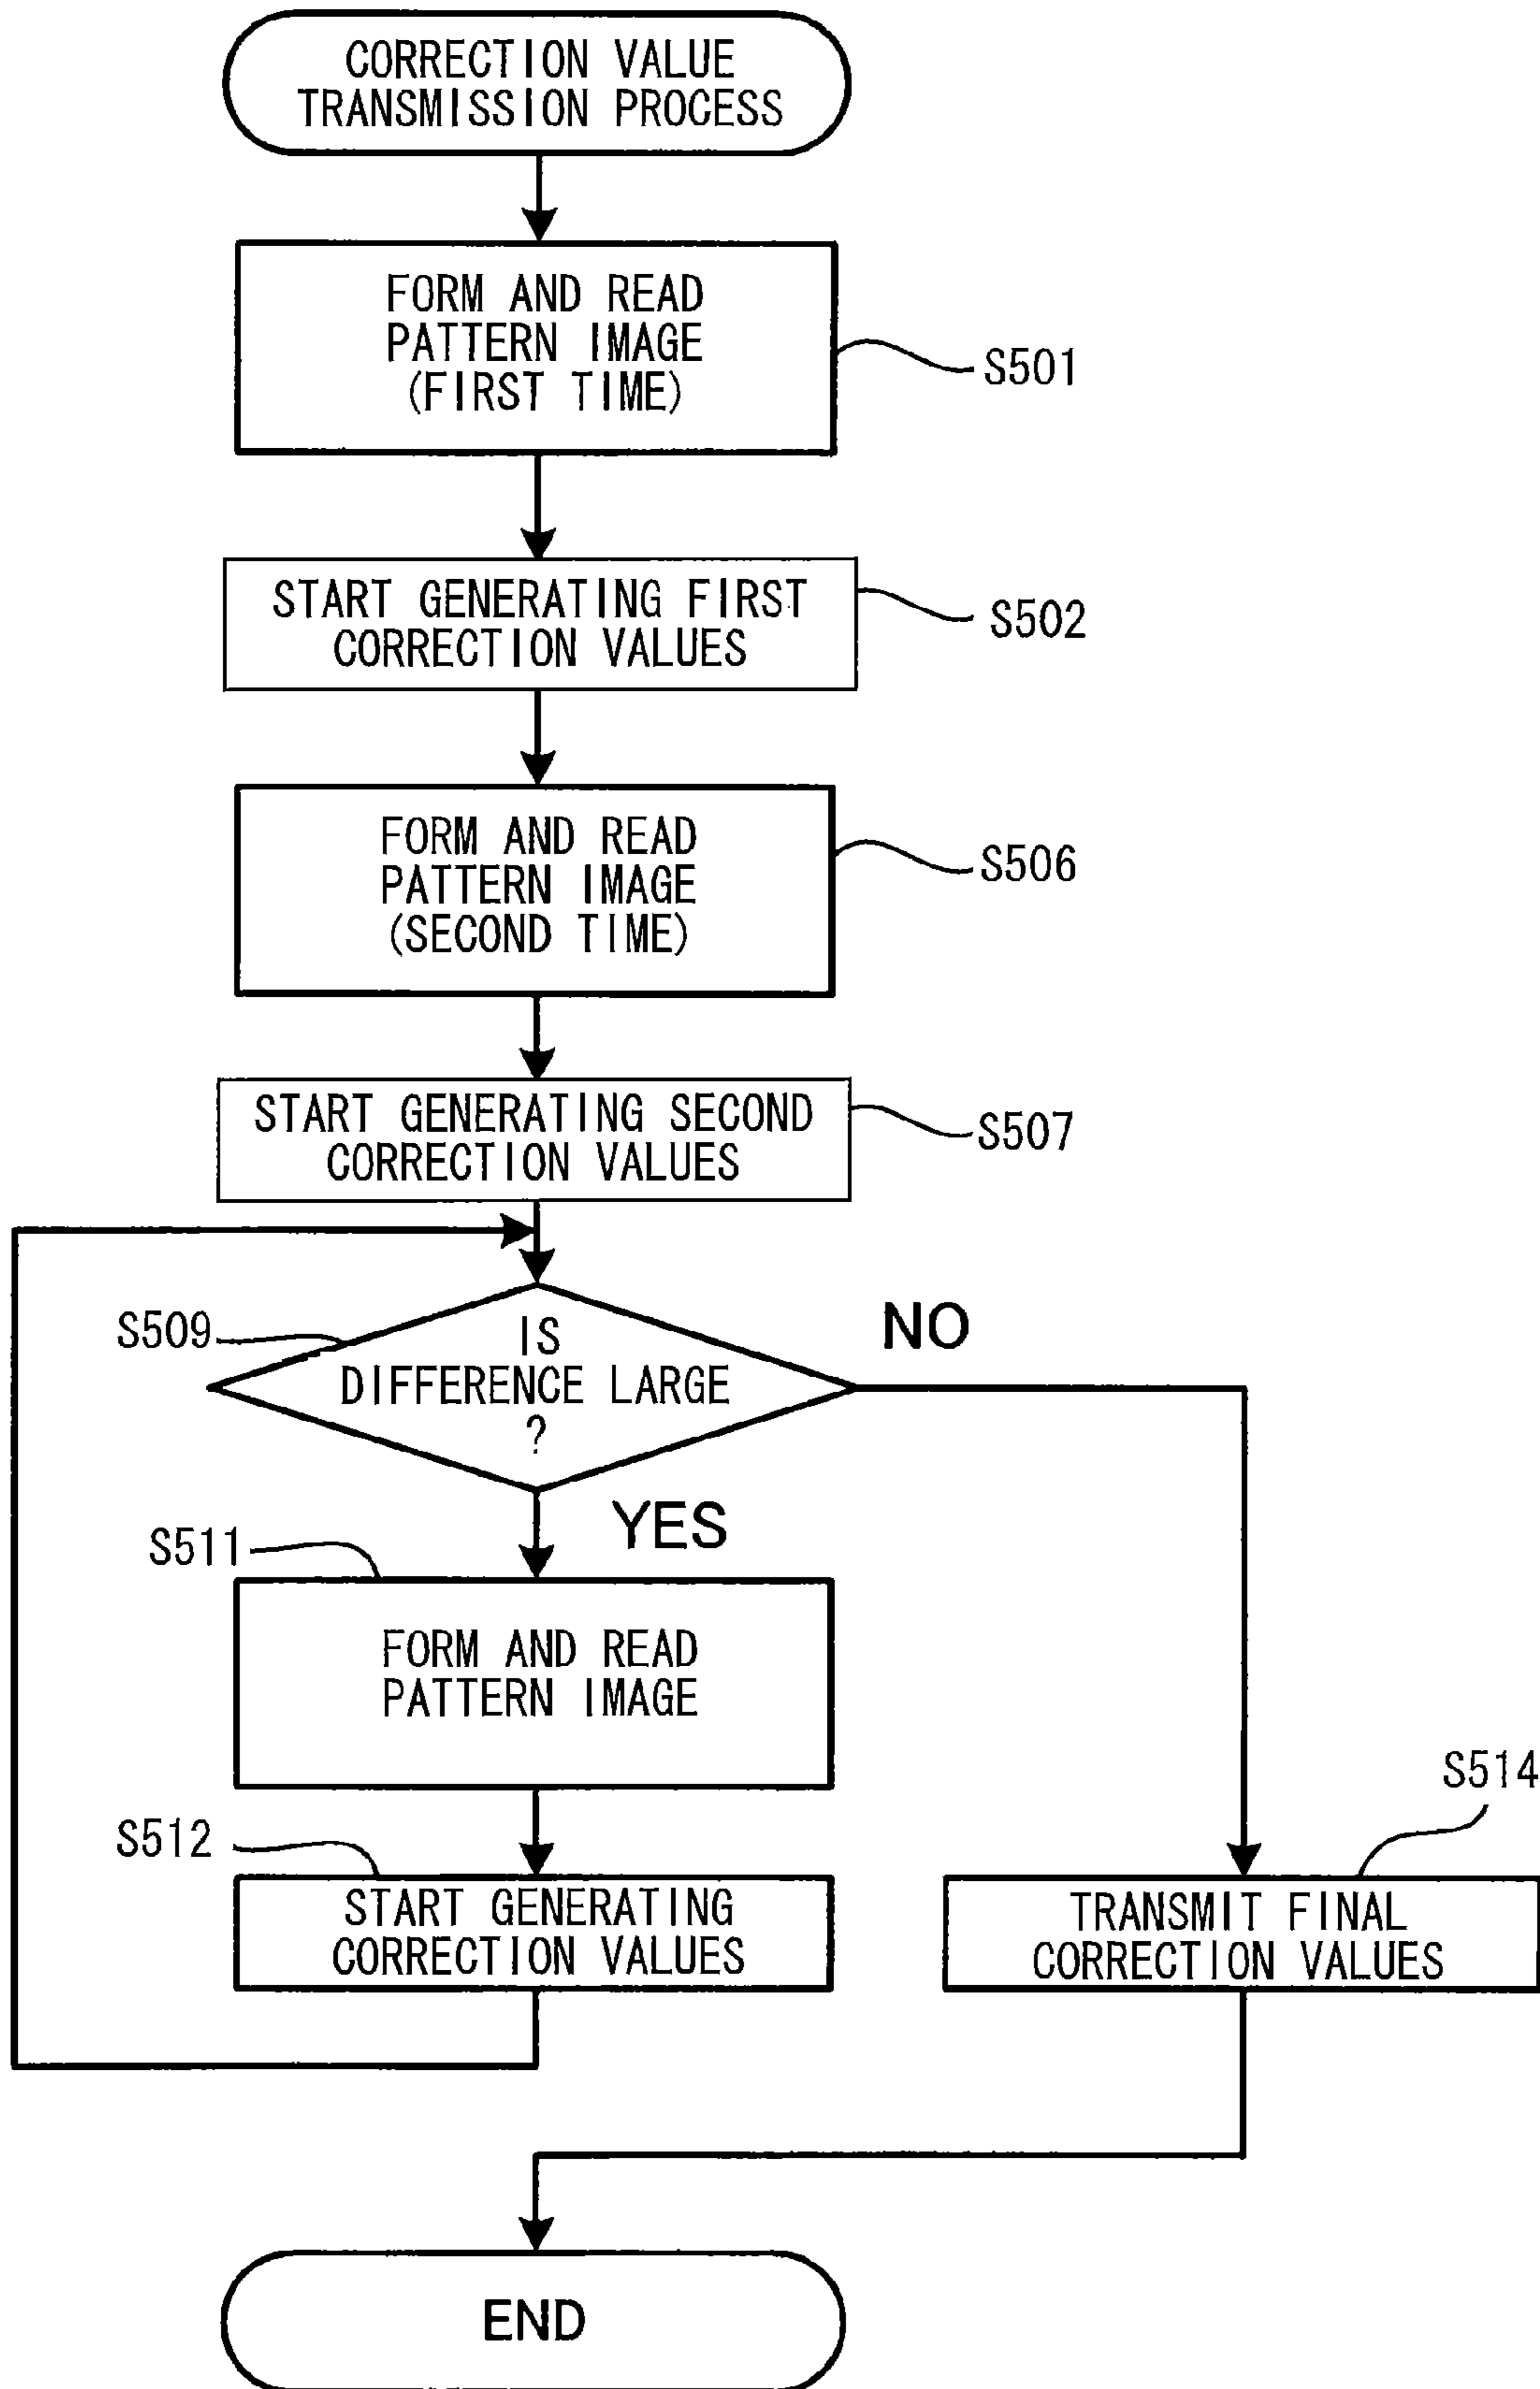 CORRECTION VALUE
TRANSMISSION PROCESS
FORM AND READ
PATTERN IMAGE
(FIRST TIME)
S501
START GENERATING FIRST
CORRECTION VALUES
S502
FORM AND READ
PATTERN IMAGE
(SECOND TIME)
S506
START GENERATING SECOND
CORRECTION VALUES
S507
S509
IS
DIFFERENCE LARGE
?
NO
YES
S511
FORM AND READ
PATTERN IMAGE
S512
START GENERATING
CORRECTION VALUES
S514
TRANSMIT FINAL
CORRECTION VALUES
END